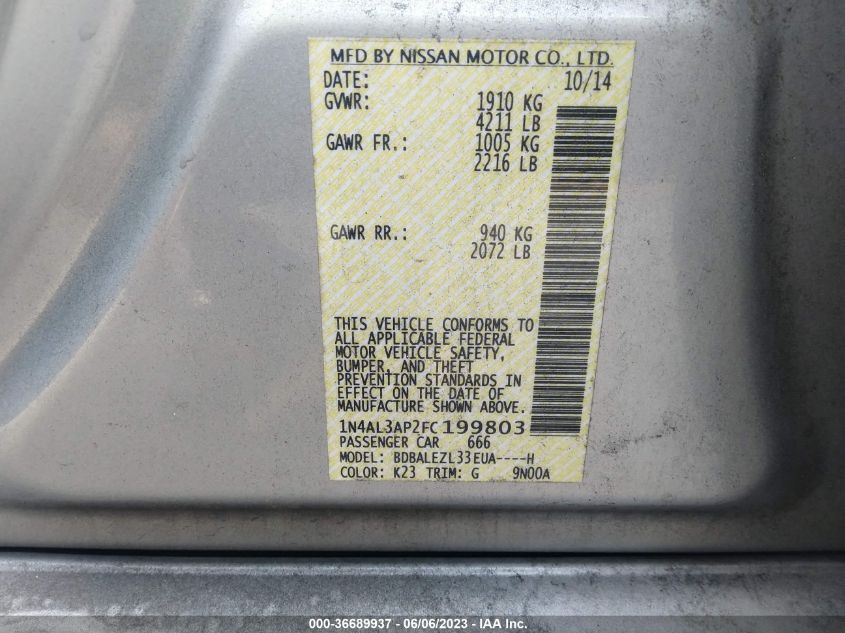 MFD BY NISSAN MOTOR CO., LTD.
DATE: 10/14
GVWR: 1910 KG
4211 LB
GAWR FR.: 1005 KG
2216 LB
GAWR RR.: 940 KG
2072 LB
THIS VEHICLE CONFORMS TO
ALL APPLICABLE FEDERAL
MOTOR VEHICLE SAFETY,
BUMPER, AND THEFT
PREVENTION STANDARDS IN
EFFECT ON THE DATE OF
MANUFACTURE SHOWN ABOVE.
1N4AL3AP2FC199803
PASSENGER CAR 666
MODEL: BDBALEZL33EUA----H
COLOR: K23 TRIM: G 9N00A
000-36689937 - 06/06/2023 - IAAI.com